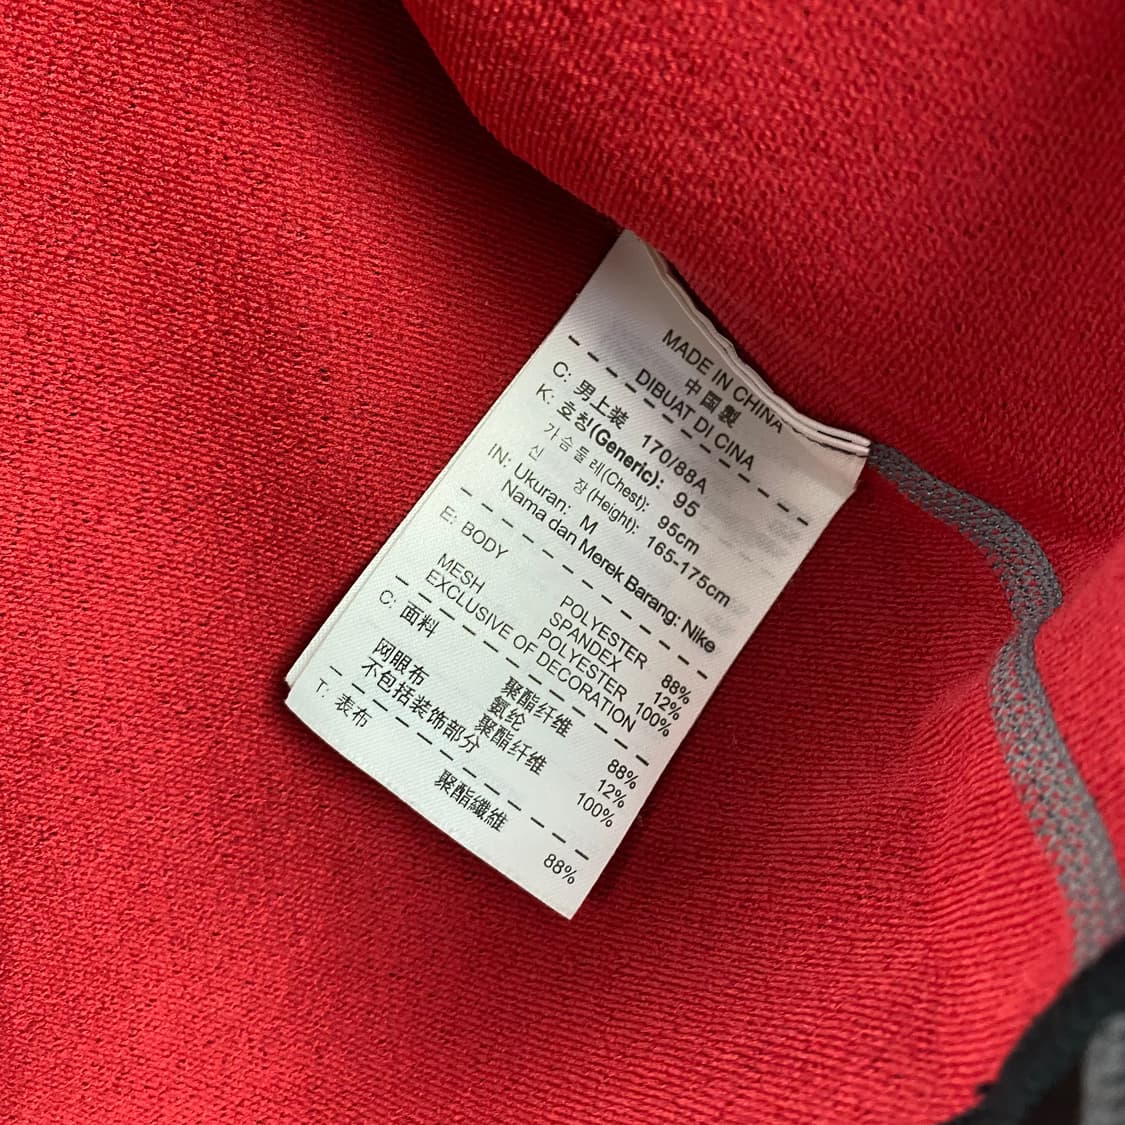 MADE IN CHINA
中国製
DIBUAT DI CINA
C: 男上装 170/88A
K: 호칭(Generic): 95
가슴둘레(Chest): 95cm
신 장(Height): 165-175cm
IN: Ukuran: M
Nama dan Merek Barang: Nike
E: BODY POLYESTER 88%
SPANDEX 12%
MESH POLYESTER 100%
EXCLUSIVE OF DECORATION
C: 面料 聚酯纤维 88%
氨纶 12%
网眼布 聚酯纤维 100%
不包括装饰部分
T: 表布 聚酯纖維 88%